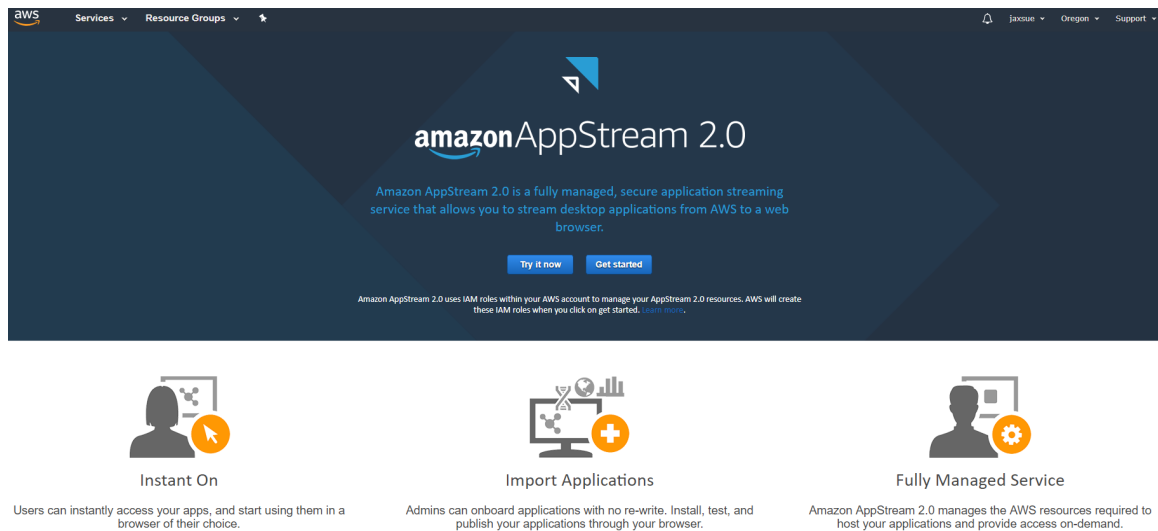 aws Services Resource Groups jaxsue Oregon Support
amazon AppStream 2.0
Amazon AppStream 2.0 is a fully managed, secure application streaming
service that allows you to stream desktop applications from AWS to a web
browser.
Try it now Get started
Amazon AppStream 2.0 uses IAM roles within your AWS account to manage your AppStream 2.0 resources. AWS will create
these IAM roles when you click on get started. Learn more.
Instant On
Users can instantly access your apps, and start using them in a
browser of their choice.
Import Applications
Admins can onboard applications with no re-write. Install, test, and
publish your applications through your browser.
Fully Managed Service
Amazon AppStream 2.0 manages the AWS resources required to
host your applications and provide access on-demand.